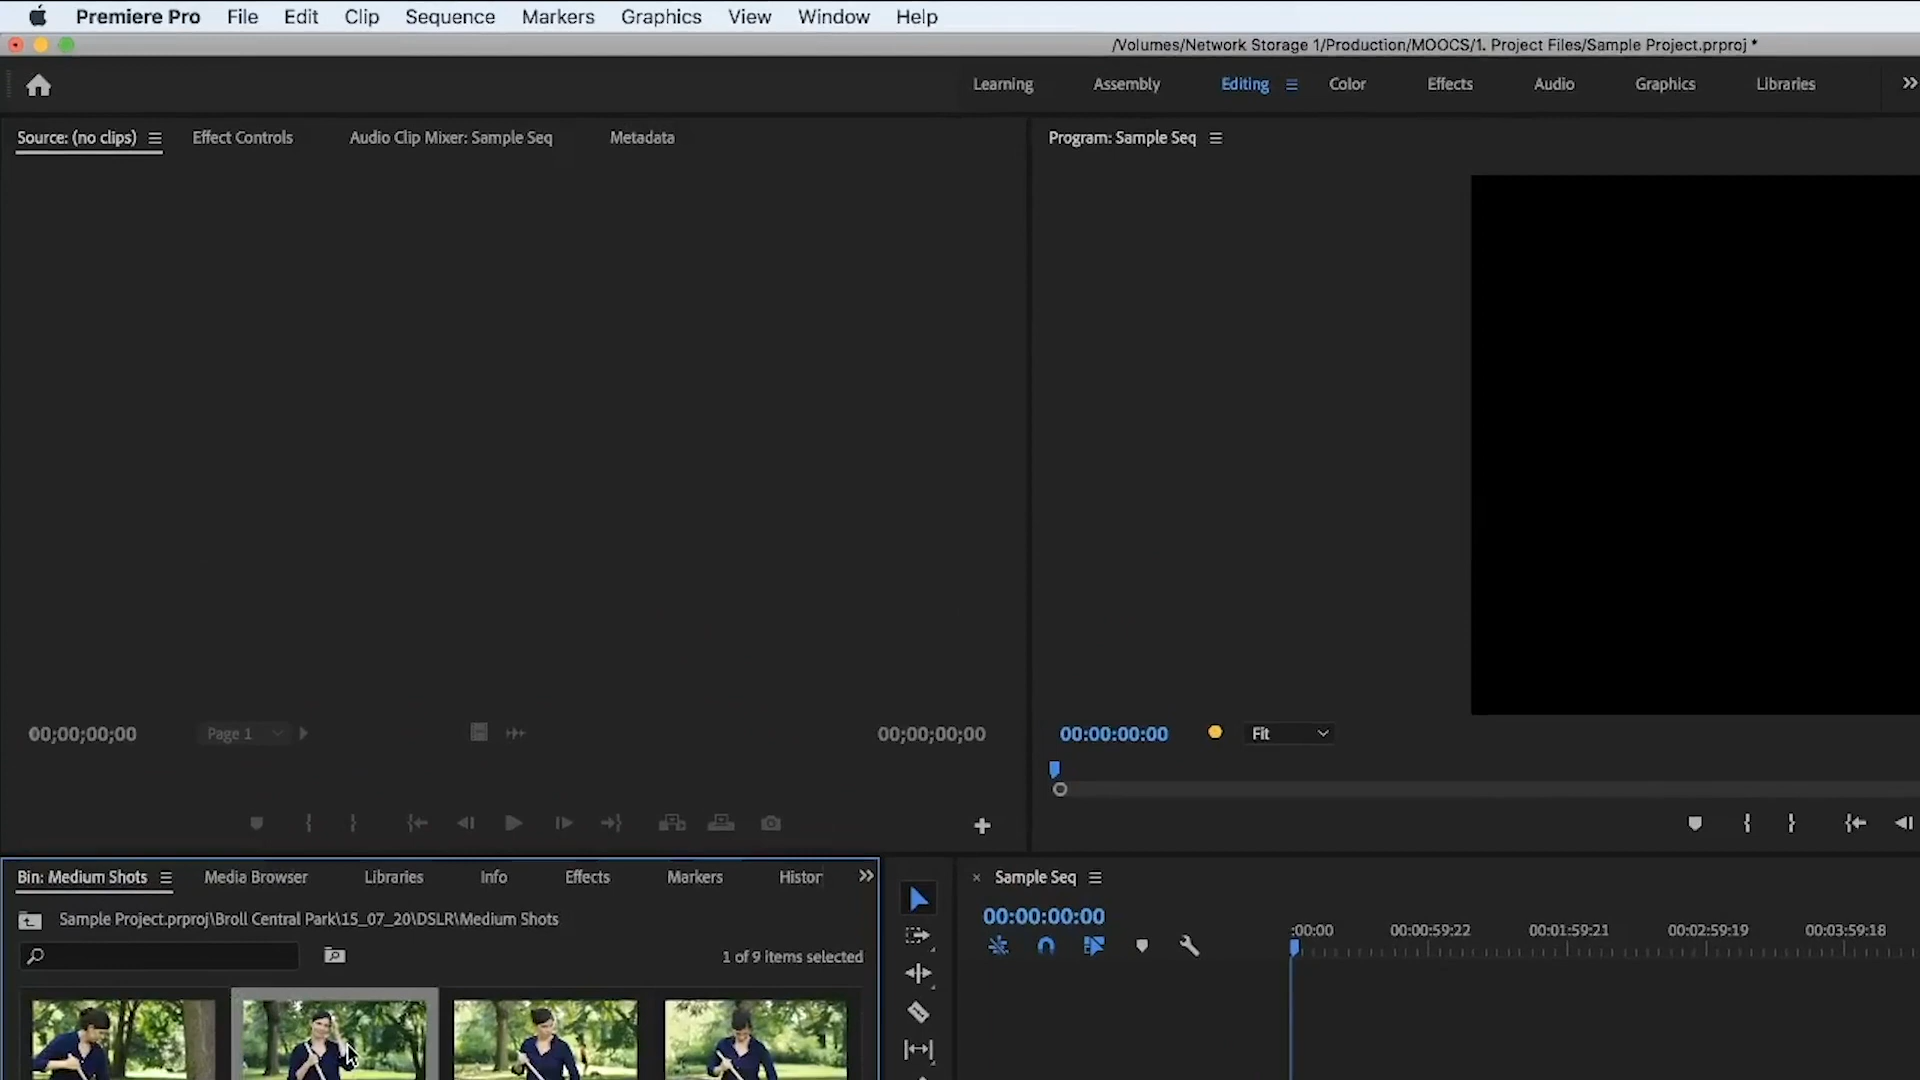 Premiere Pro File Edit Clip Sequence Markers Graphics View Window Help
/Volumes/Network Storage 1/Production/MOOCS/1. Project Files/Sample Project.prproj *
Learning Assembly Editing Color Effects Audio Graphics Libraries
Source: (no clips) Effect Controls Audio Clip Mixer: Sample Seq Metadata
Program: Sample Seq
00;00;00;00 Page 1 00;00;00;00
00:00:00:00 Fit
Bin: Medium Shots Media Browser Libraries Info Effects Markers Histor
Sample Project.prproj\Broll Central Park\15_07_20\DSLR\Medium Shots
1 of 9 items selected
× Sample Seq
00:00:00:00
:00:00 00:00:59:22 00:01:59:21 00:02:59:19 00:03:59:18